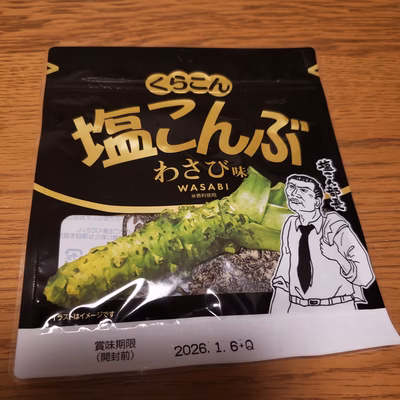 くらこん
塩こんぶ
わさび味
WASABI
※香料使用
イラストはイメージです
賞味期限
(開封前)
2026. 1. 6+Q